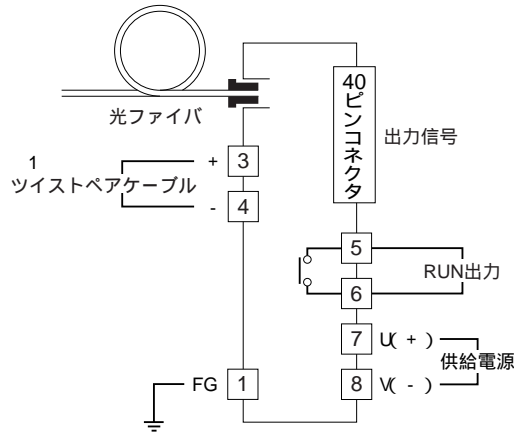 光ファイバ
40ピンコネクタ
出力信号
1
ツイストペアケーブル
+ 3
- 4
5
RUN出力
6
7 U( + )
供給電源
8 V( - )
FG 1